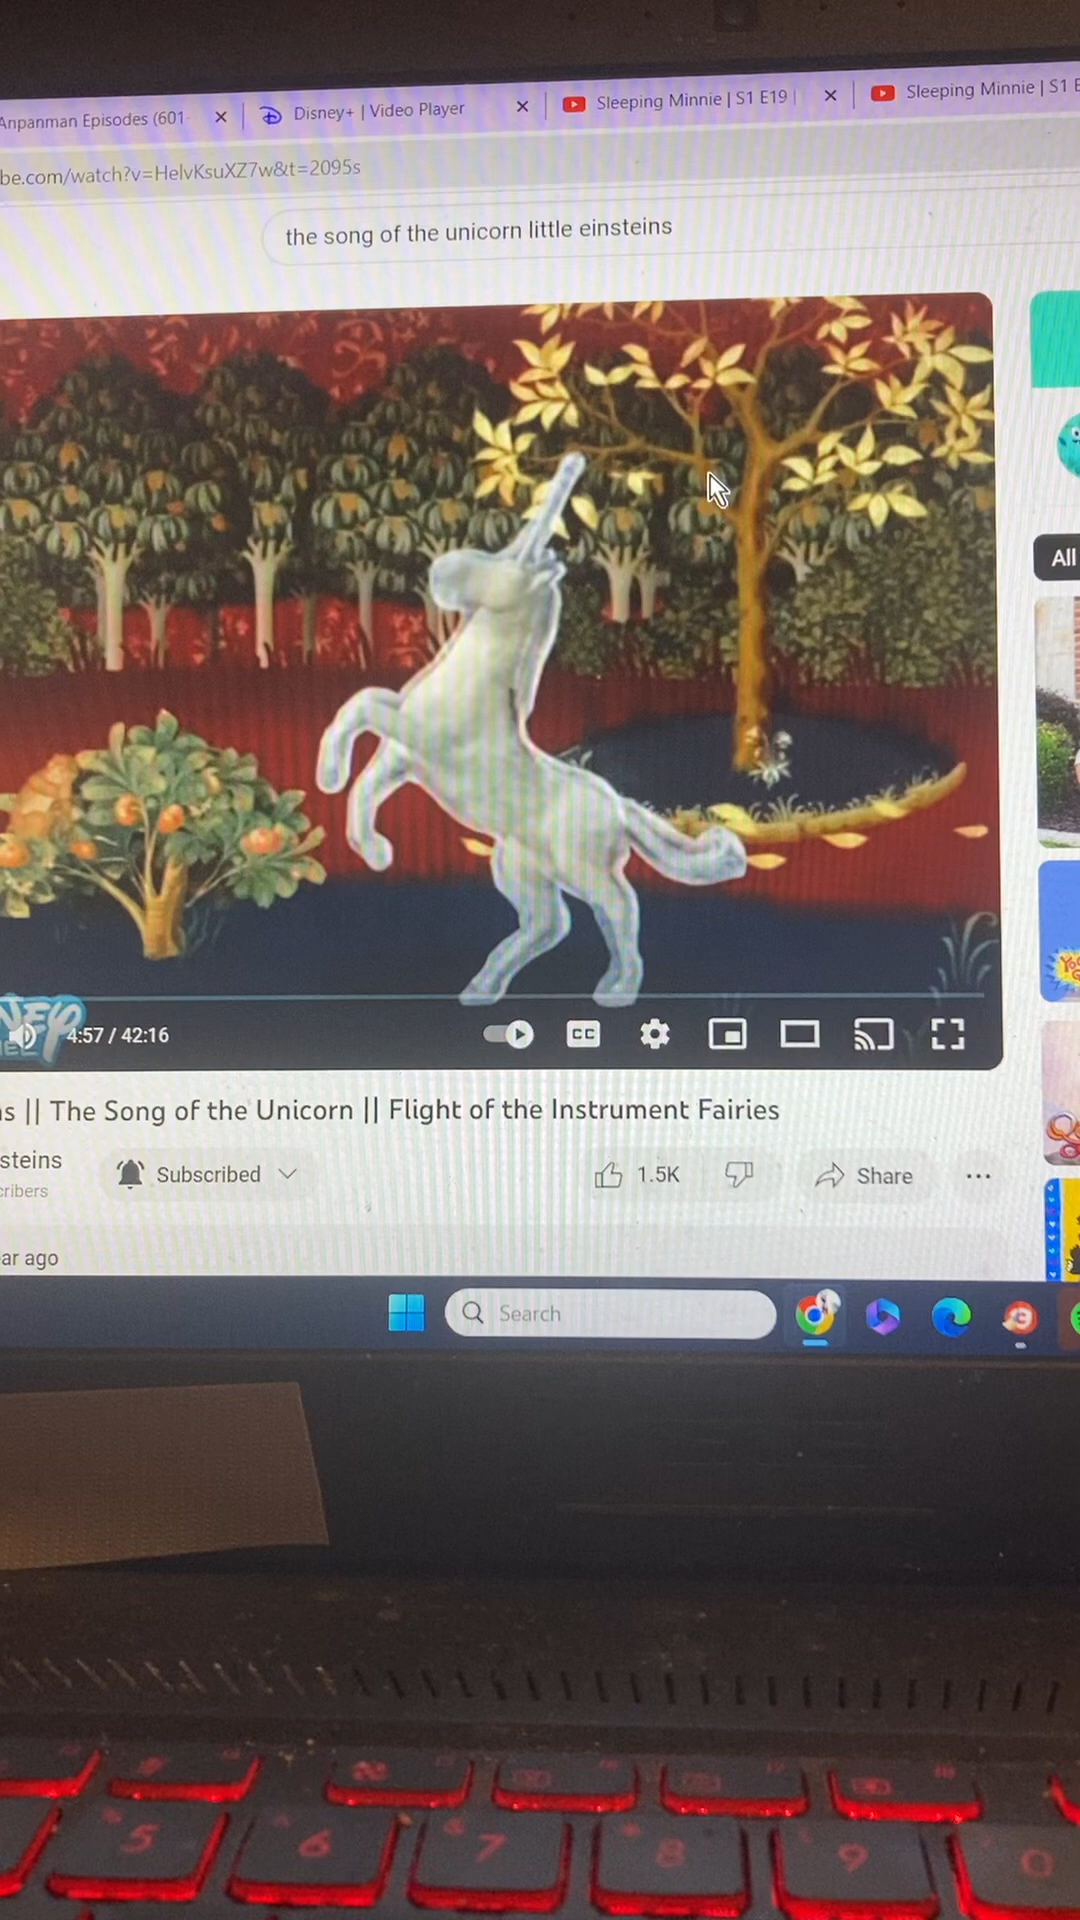 Anpanman Episodes (601-
Disney+ | Video Player
Sleeping Minnie | S1 E19 |
Sleeping Minnie | S1 E
be.com/watch?v=HelvKsuXZ7w&t=2095s
the song of the unicorn little einsteins
All
4:57 / 42:16
CC
s || The Song of the Unicorn || Flight of the Instrument Fairies
steins
Subscribed
1.5K
Share
cribers
ar ago
Search
5 6 7 8 9 0